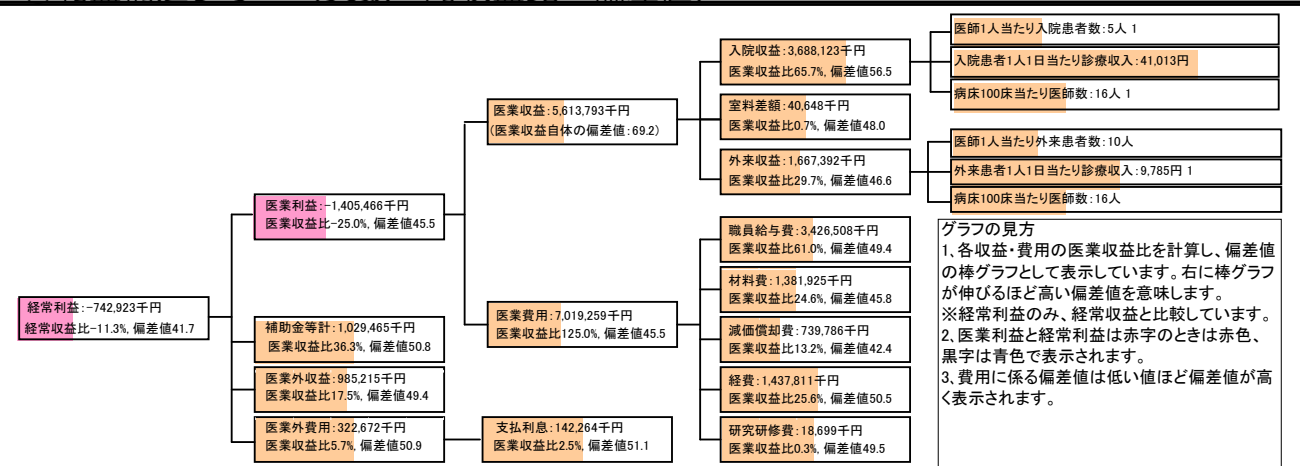 経常利益:-742,923千円
経常収益比-11.3%, 偏差値41.7
医業利益:-1,405,466千円
医業収益比-25.0%, 偏差値45.5
補助金等計:1,029,465千円
医業収益比36.3%, 偏差値50.8
医業外収益:985,215千円
医業収益比17.5%, 偏差値49.4
医業外費用:322,672千円
医業収益比5.7%, 偏差値50.9
医業収益:5,613,793千円
(医業収益自体の偏差値:69.2)
医業費用:7,019,259千円
医業収益比125.0%, 偏差値45.5
支払利息:142,264千円
医業収益比2.5%, 偏差値51.1
入院収益:3,688,123千円
医業収益比65.7%, 偏差値56.5
室料差額:40,648千円
医業収益比0.7%, 偏差値48.0
外来収益:1,667,392千円
医業収益比29.7%, 偏差値46.6
職員給与費:3,426,508千円
医業収益比61.0%, 偏差値49.4
材料費:1,381,925千円
医業収益比24.6%, 偏差値45.8
減価償却費:739,786千円
医業収益比13.2%, 偏差値42.4
経費:1,437,811千円
医業収益比25.6%, 偏差値50.5
研究研修費:18,699千円
医業収益比0.3%, 偏差値49.5
医師1人当たり入院患者数:5人 1
入院患者1人1日当たり診療収入:41,013円
病床100床当たり医師数:16人 1
医師1人当たり外来患者数:10人
外来患者1人1日当たり診療収入:9,785円 1
病床100床当たり医師数:16人
グラフの見方
1、各収益・費用の医業収益比を計算し、偏差値
の棒グラフとして表示しています。右に棒グラフ
が伸びるほど高い偏差値を意味します。
※経常利益のみ、経常収益と比較しています。
2、医業利益と経常利益は赤字のときは赤色、
黒字は青色で表示されます。
3、費用に係る偏差値は低い値ほど偏差値が高
く表示されます。